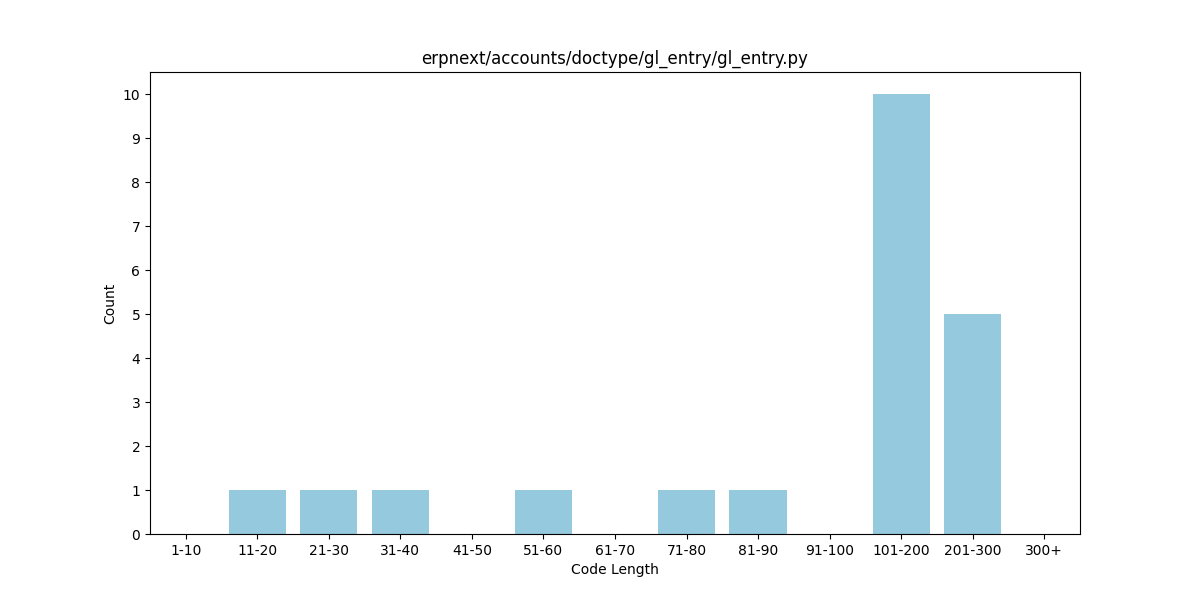 erpnext/accounts/doctype/gl_entry/gl_entry.py
10
9
8
7
6
5
4
3
2
1
0
Count
1-10 11-20 21-30 31-40 41-50 51-60 61-70 71-80 81-90 91-100 101-200 201-300 300+
Code Length